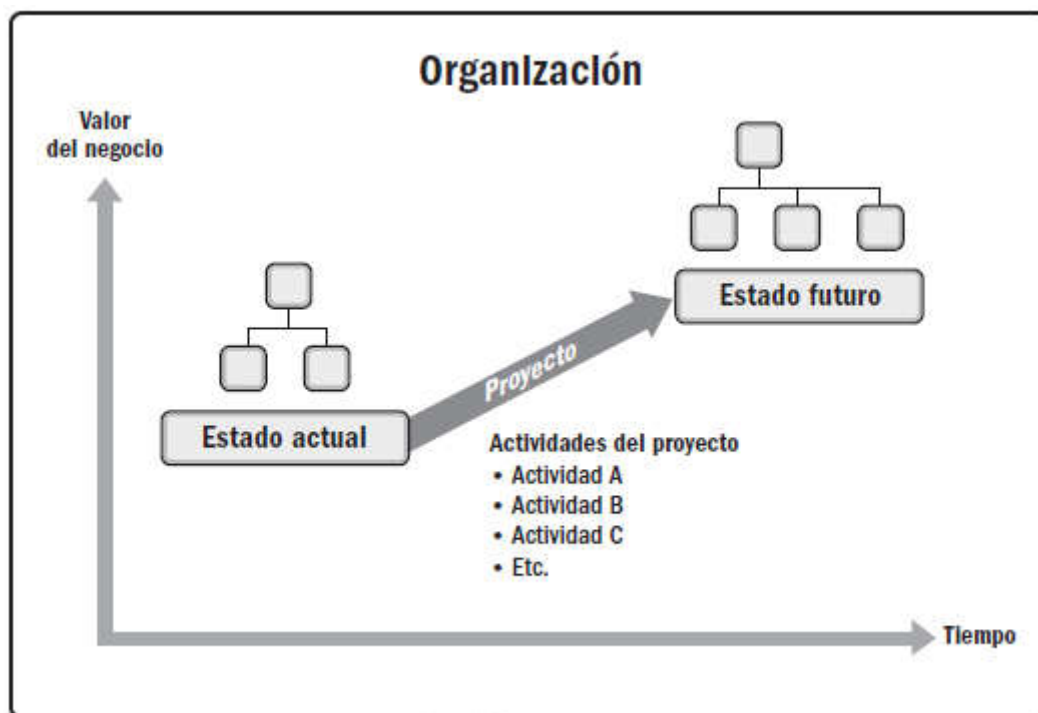 Organización
Valor
del negocio
Estado futuro
Proyecto
Estado actual
Actividades del proyecto
• Actividad A
• Actividad B
• Actividad C
• Etc.
Tiempo